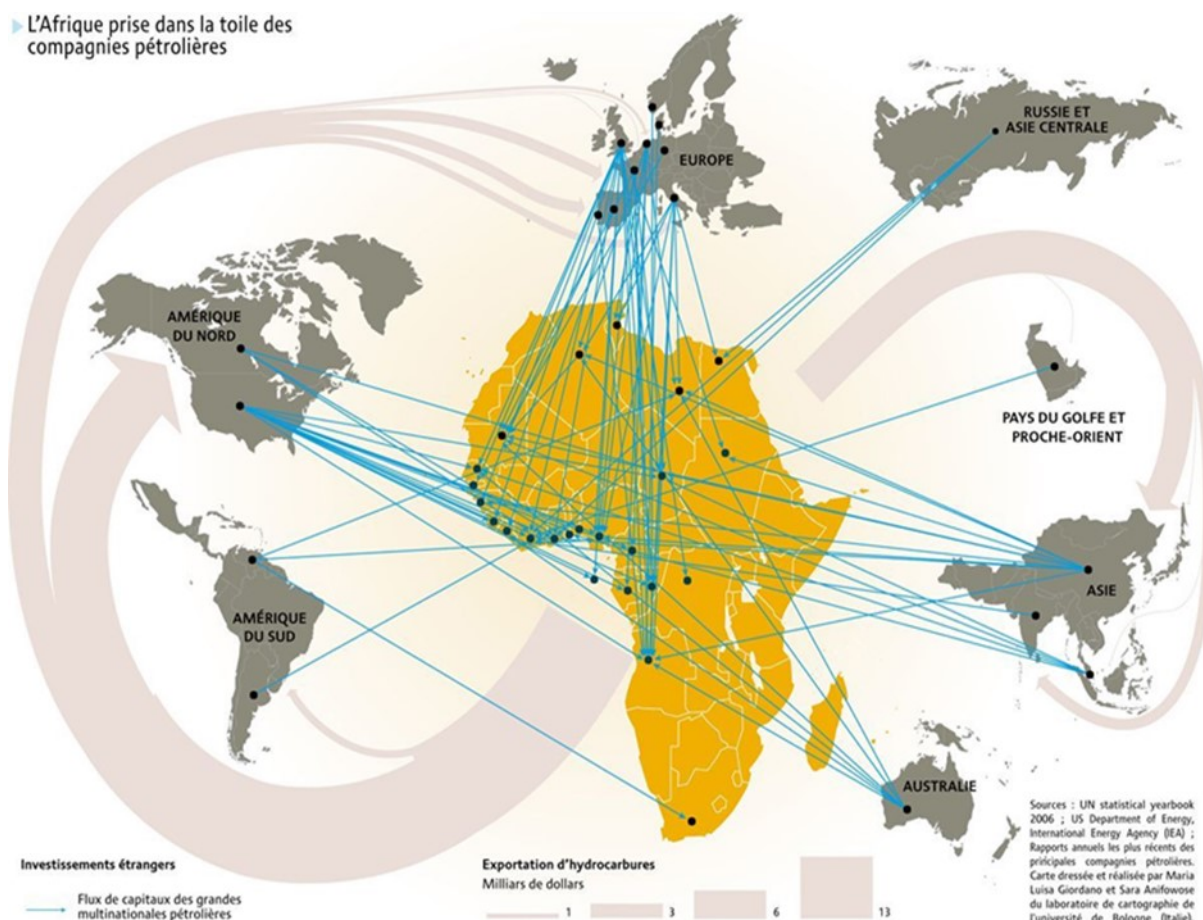 L'Afrique prise dans la toile des
compagnies pétrolières
EUROPE
RUSSIE ET
ASIE CENTRALE
AMÉRIQUE
DU NORD
PAYS DU GOLFE ET
PROCHE-ORIENT
ASIE
AMÉRIQUE
DU SUD
AUSTRALIE
Investissements étrangers
Flux de capitaux des grandes
multinationales pétrolières
Exportation d'hydrocarbures
Milliars de dollars
1
3
6
13
Sources : UN statistical yearbook
2006 ; US Department of Energy,
International Energy Agency (IEA) ;
Rapports annuels les plus récents des
principales compagnies pétrolières.
Carte dressée et réalisée par Maria
Luisa Giordano et Sara Anifowose
du laboratoire de cartographie de
l'université de Bologne (Italie).